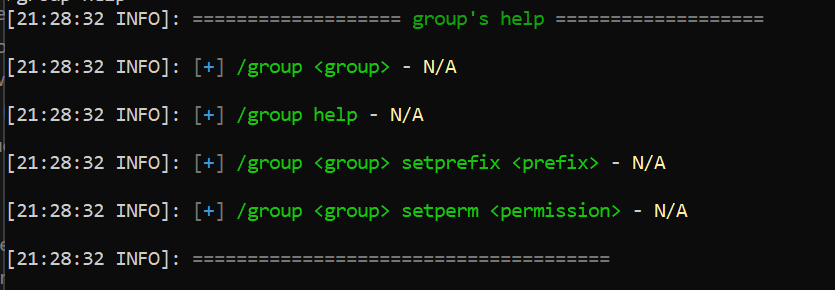 [21:28:32 INFO]: =================== group's help ===================
[21:28:32 INFO]: [+] /group <group> - N/A
[21:28:32 INFO]: [+] /group help - N/A
[21:28:32 INFO]: [+] /group <group> setprefix <prefix> - N/A
[21:28:32 INFO]: [+] /group <group> setperm <permission> - N/A
[21:28:32 INFO]: ======================================